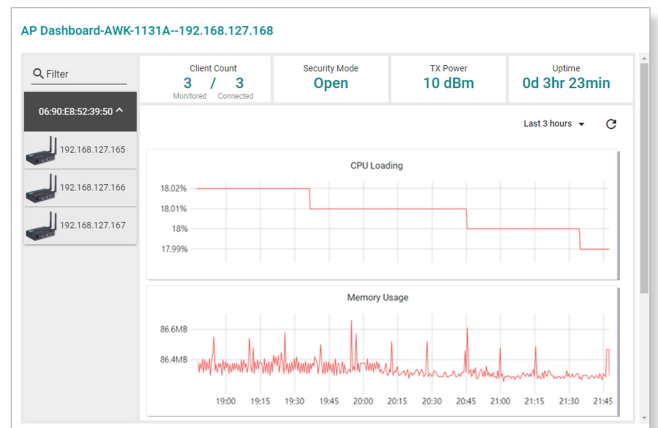 AP Dashboard-AWK-1131A--192.168.127.168
Filter
Client Count
3 / 3
Monitored Connected
Security Mode
Open
TX Power
10 dBm
Uptime
0d 3hr 23min
06:90:E8:52:39:50
192.168.127.165
192.168.127.166
192.168.127.167
Last 3 hours
CPU Loading
18.02%
18.01%
18%
17.99%
Memory Usage
86.6MB
86.4MB
19:00 19:15 19:30 19:45 20:00 20:15 20:30 20:45 21:00 21:15 21:30 21:45